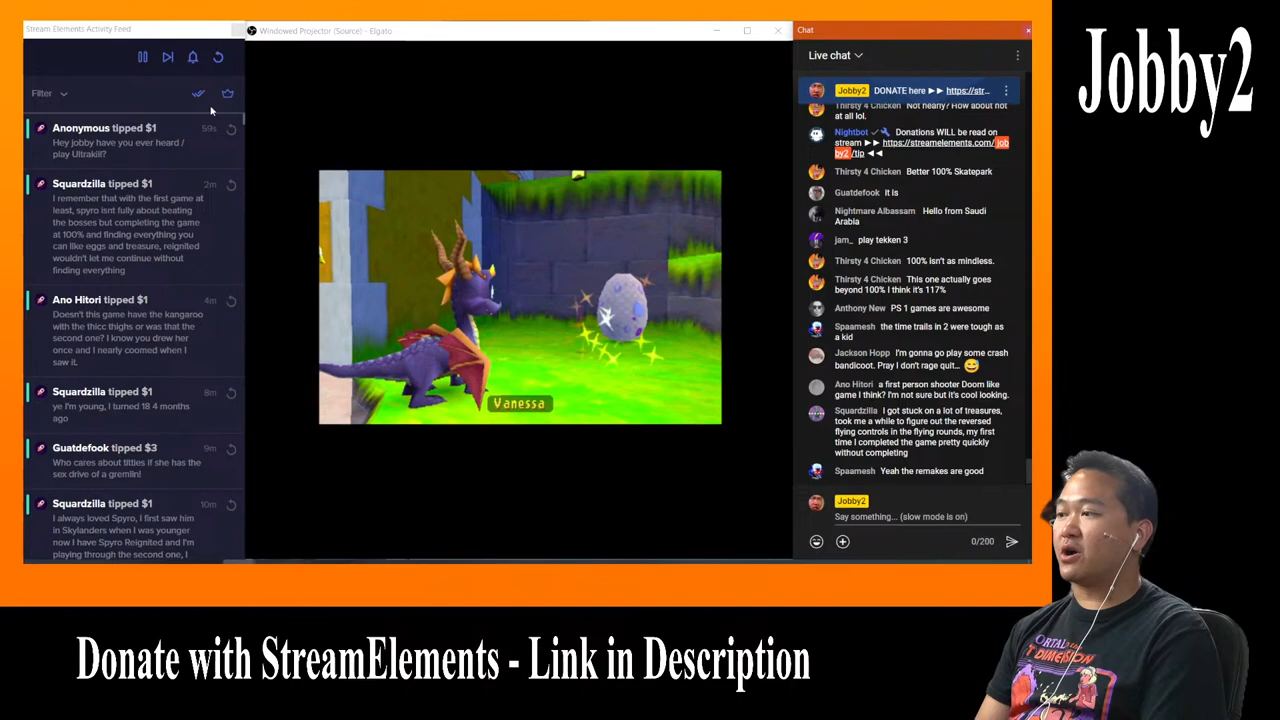 Stream Elements Activity Feed
Filter
Anonymous tipped $1
59s
Hey jobby have you ever heard /
play Ultrakill?
Squardzilla tipped $1
2m
I remember that with the first game at
least, spyro isnt fully about beating
the bosses but completing the game
at 100% and finding everything you
can like eggs and treasure, reignited
wouldn't let me continue without
finding everything
Ano Hitori tipped $1
4m
Doesn't this game have the kangaroo
with the thicc thighs or was that the
second one? I know you drew her
once and I nearly coomed when I
saw it.
Squardzilla tipped $1
8m
ye I'm young, I turned 18 4 months
ago
Guatdefook tipped $3
9m
Who cares about titties if she has the
sex drive of a gremlin!
Squardzilla tipped $1
10m
I always loved Spyro, I first saw him
in Skylanders when I was younger
now I have Spyro Reignited and I'm
playing through the second one, I
Windowed Projector (Source) - Elgato
Vanessa
Chat
Live chat
Jobby2 DONATE here ►► https://str...
Thirsty 4 Chicken Not nearly? How about not
at all lol.
Nightbot Donations WILL be read on
stream ►► https://streamelements.com/job
by2/tip ◄◄
Thirsty 4 Chicken Better 100% Skatepark
Guatdefook it is
Nightmare Albassam Hello from Saudi
Arabia
jam_ play tekken 3
Thirsty 4 Chicken 100% isn't as mindless.
Thirsty 4 Chicken This one actually goes
beyond 100% I think it's 117%
Anthony New PS 1 games are awesome
Spaamesh the time trails in 2 were tough as
a kid
Jackson Hopp I'm gonna go play some crash
bandicoot. Pray I don't rage quit... 😅
Ano Hitori a first person shooter Doom like
game I think? I'm not sure but it's cool looking.
Squardzilla I got stuck on a lot of treasures,
took me a while to figure out the reversed
flying controls in the flying rounds, my first
time I completed the game pretty quickly
without completing
Spaamesh Yeah the remakes are good
Jobby2
Say something... (slow mode is on)
0/200
Jobby2
Donate with StreamElements - Link in Description